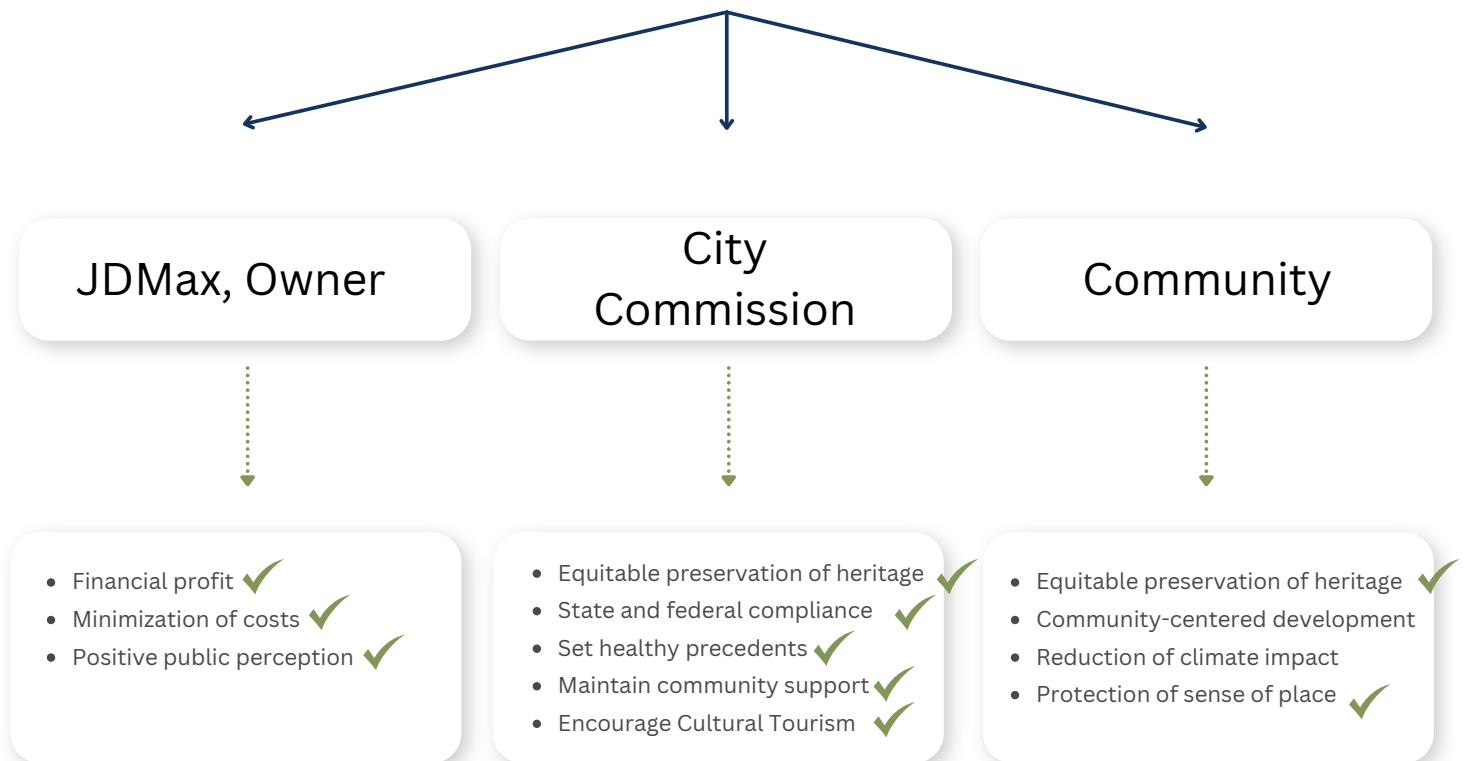 JDMax, Owner
City
Commission
Community
Financial profit
Minimization of costs
Positive public perception
Equitable preservation of heritage
State and federal compliance
Set healthy precedents
Maintain community support
Encourage Cultural Tourism
Equitable preservation of heritage
Community-centered development
Reduction of climate impact
Protection of sense of place